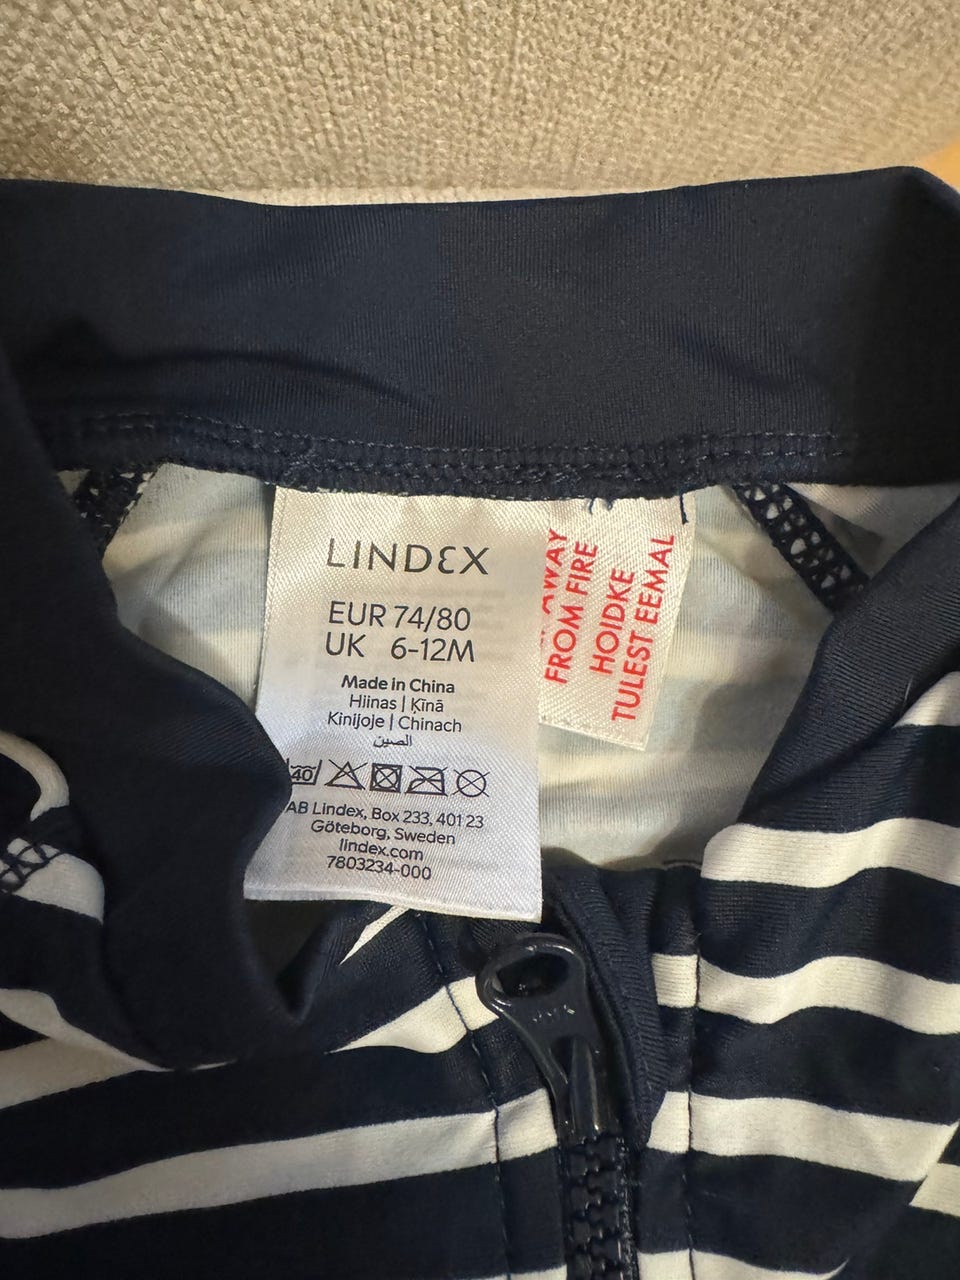 LINDEX
EUR 74/80
UK 6-12M
Made in China
Hiinas | Ķīnā
Kinijoje | Chinach
الصين
40
AB Lindex, Box 233, 401 23
Göteborg, Sweden
lindex.com
7803234-000
AWAY
FROM FIRE
HOIDKE
TULEST EEMAL